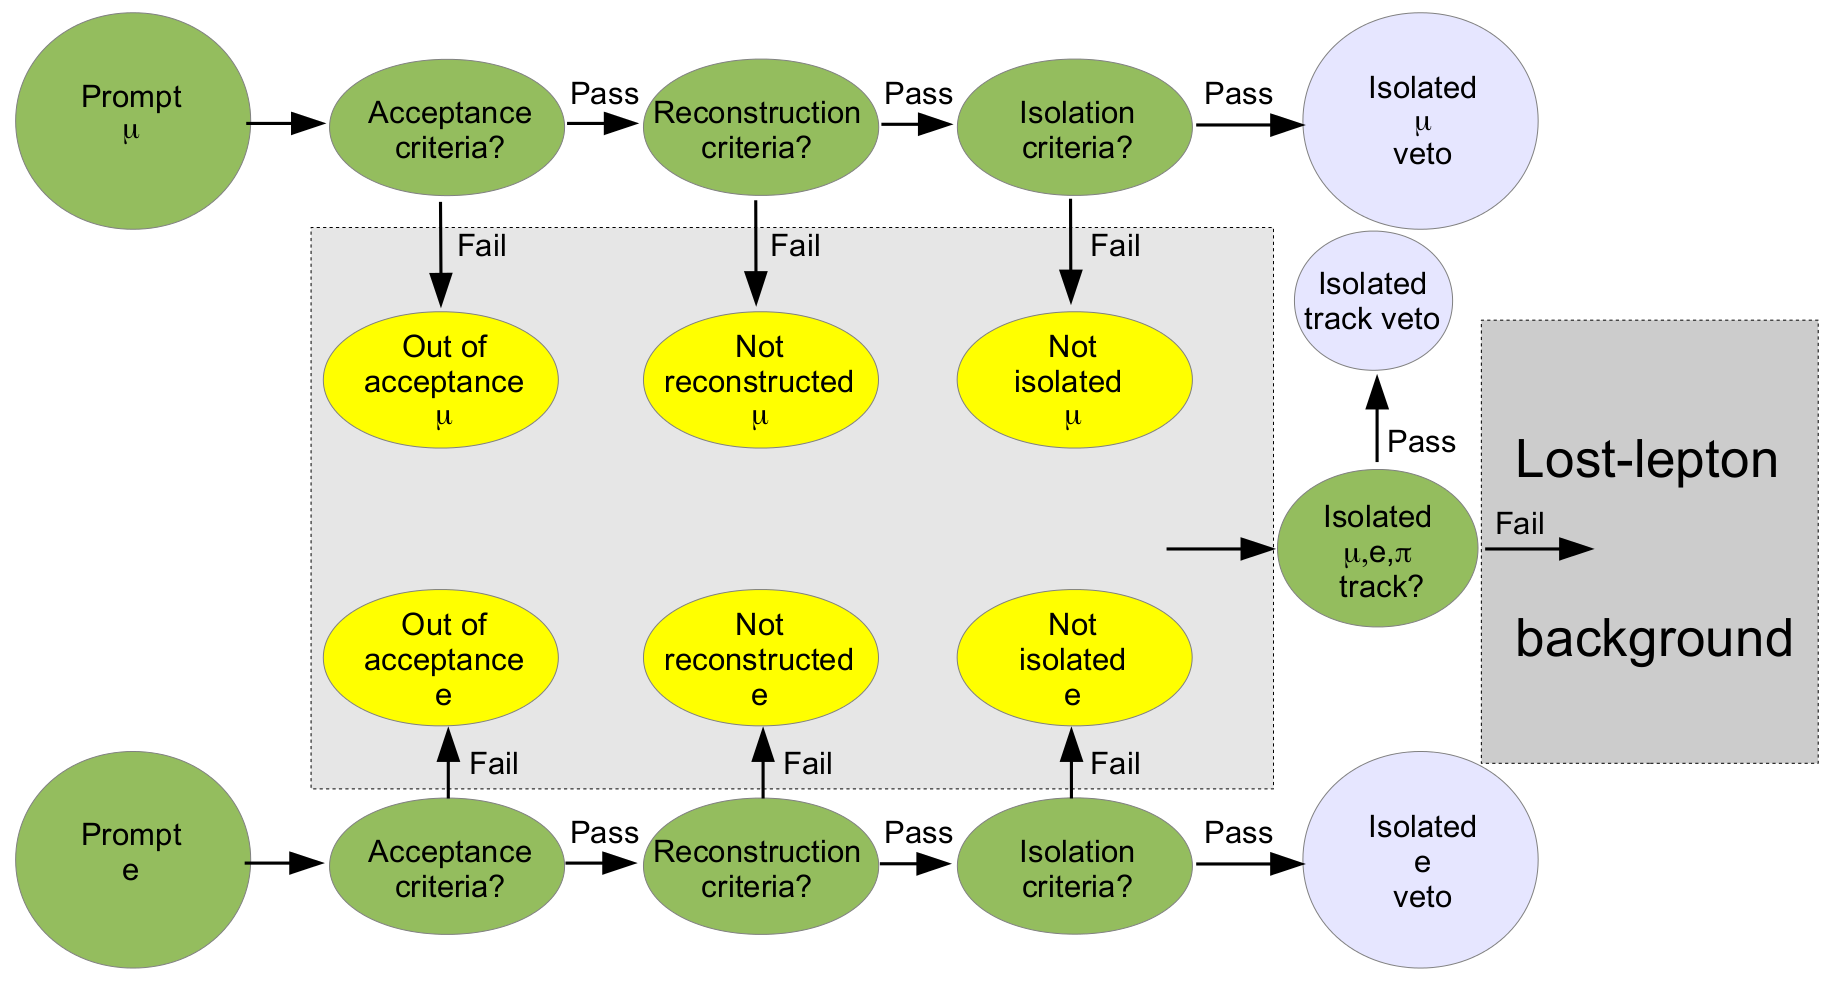 Prompt
μ
Acceptance
criteria?
Pass
Reconstruction
criteria?
Pass
Isolation
criteria?
Pass
Isolated
μ
veto
Fail
Fail
Fail
Out of
acceptance
μ
Not
reconstructed
μ
Not
isolated
μ
Isolated
track veto
Pass
Isolated
μ,e,π
track?
Fail
Lost-lepton
background
Out of
acceptance
e
Not
reconstructed
e
Not
isolated
e
Fail
Fail
Fail
Prompt
e
Acceptance
criteria?
Pass
Reconstruction
criteria?
Pass
Isolation
criteria?
Pass
Isolated
e
veto